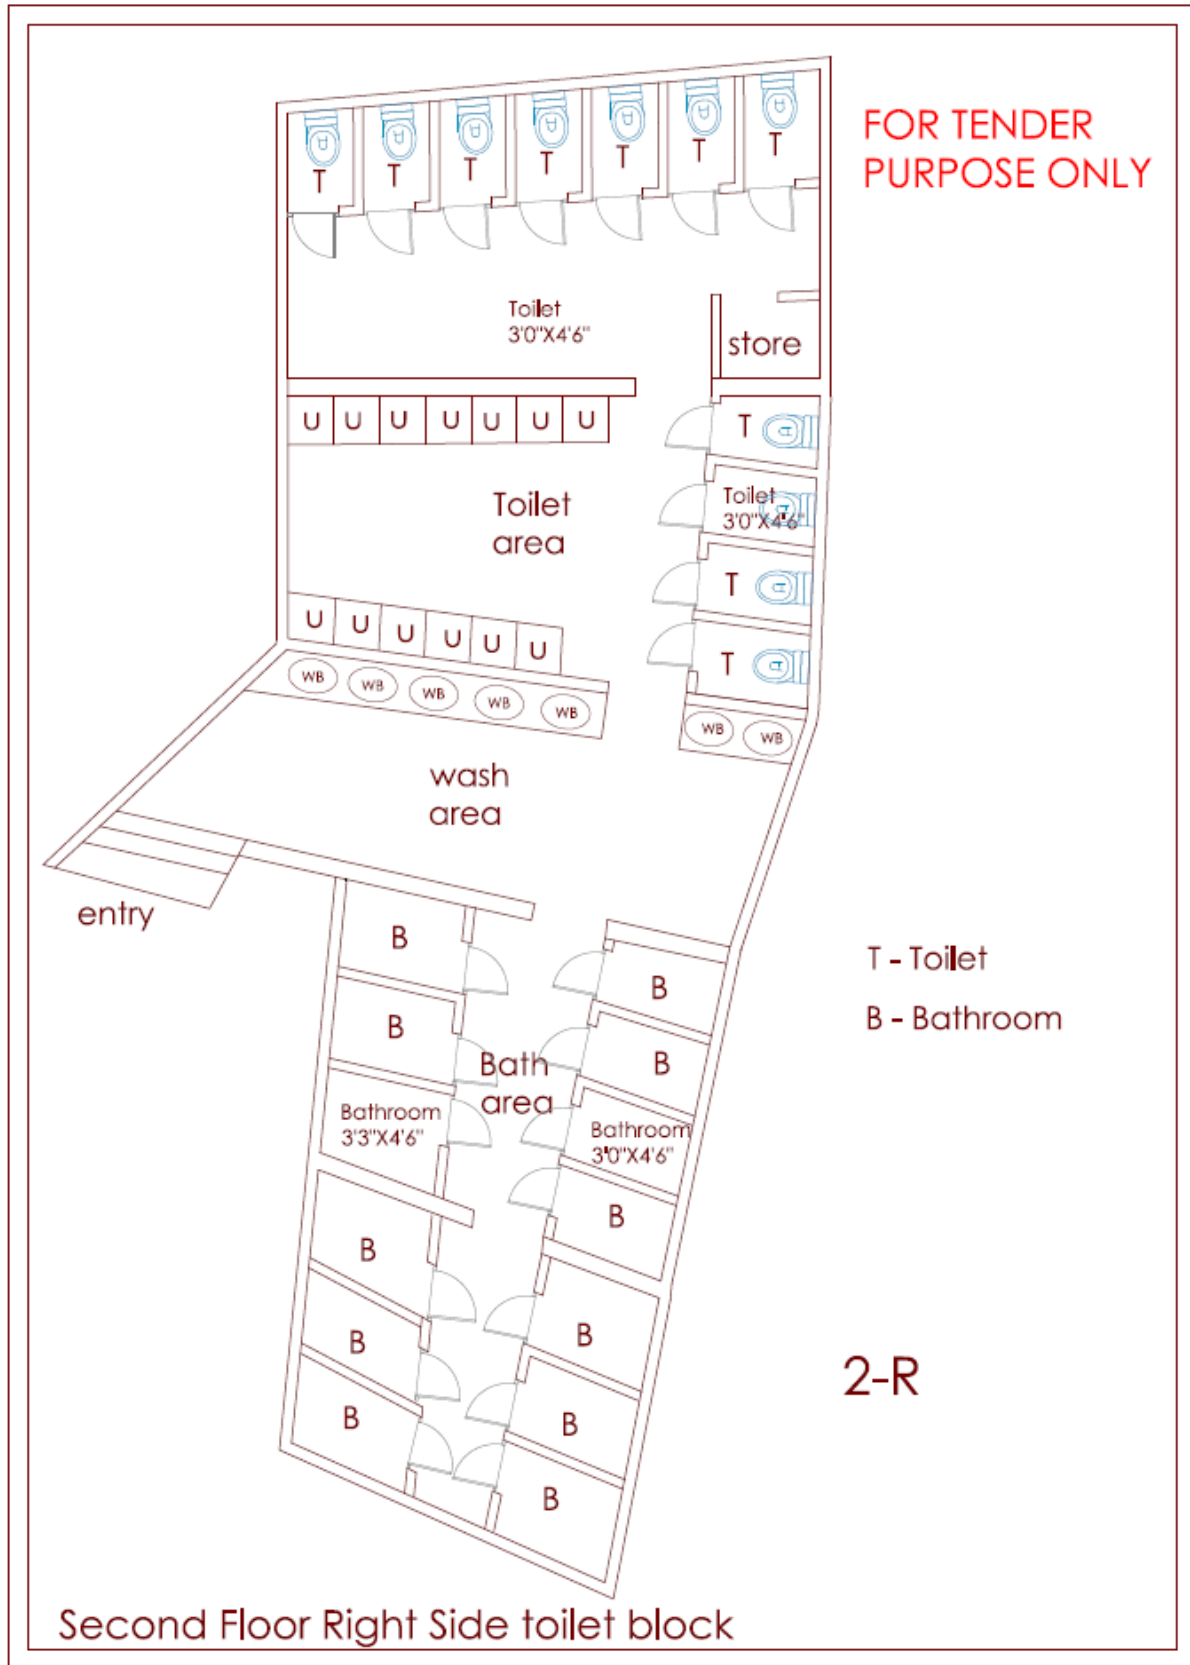 FOR TENDER
PURPOSE ONLY
T T T T T T T
Toilet
3'0"X4'6"
store
U U U U U U U
T
Toilet
3'0"X4'6"
Toilet
area
T
U U U U U U
T
WB WB WB WB WB
WB WB
wash
area
entry
B
B
T - Toilet
B - Bathroom
B
B
Bath
area
Bathroom
3'3"X4'6"
Bathroom
3'0"X4'6"
B
B
B
B
B
B
B
2-R
Second Floor Right Side toilet block